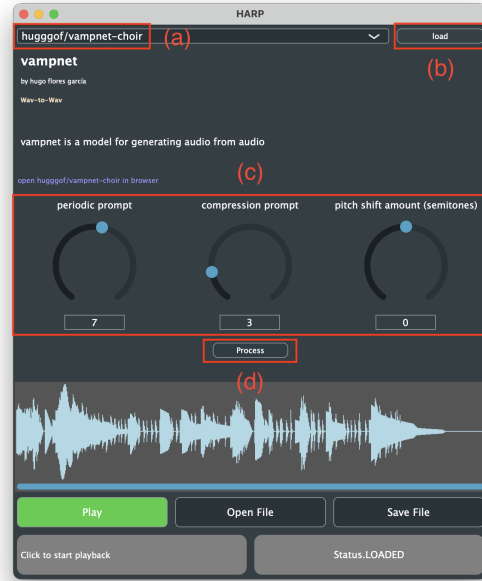 HARP
hugggof/vampnet-choir
(a)
load
(b)
vampnet
by hugo flores garcía
Wav-to-Wav
vampnet is a model for generating audio from audio
open hugggof/vampnet-choir in browser
(c)
periodic prompt
compression prompt
pitch shift amount (semitones)
7
3
0
Process
(d)
Play
Open File
Save File
Click to start playback
Status.LOADED